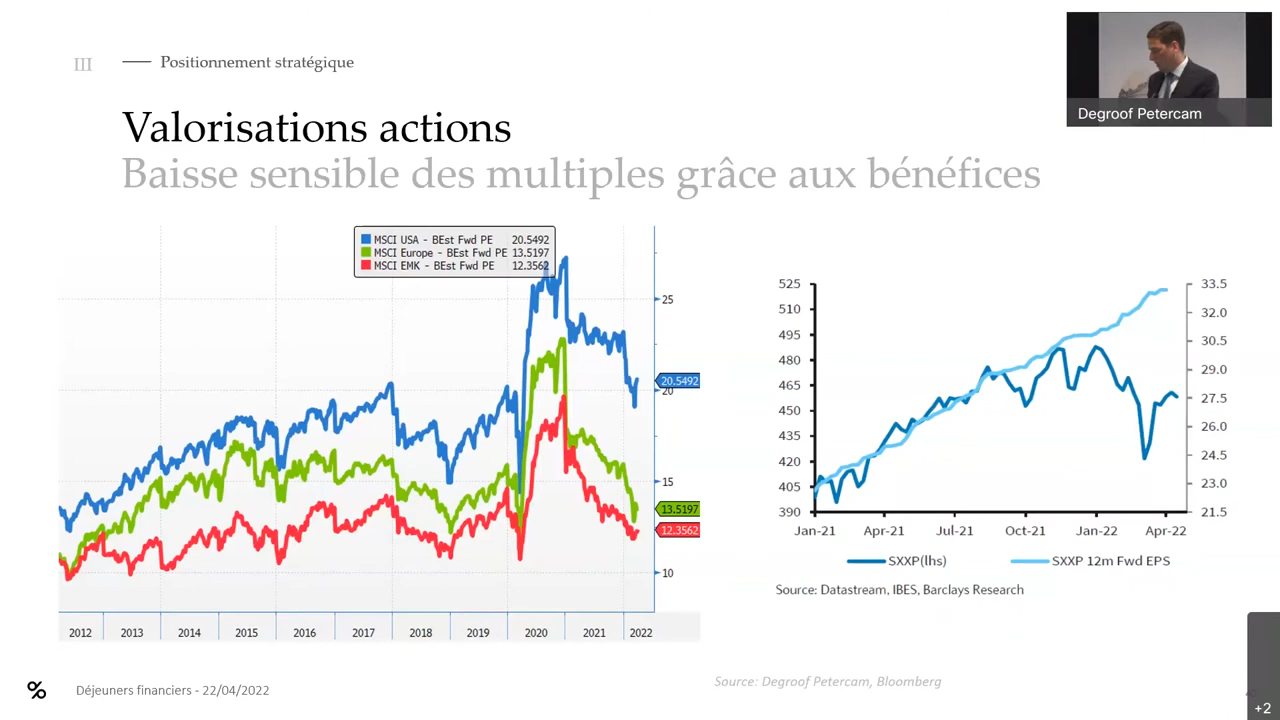 III
Positionnement stratégique
Degroof Petercam
Valorisations actions
Baisse sensible des multiples grâce aux bénéfices
MSCI USA - BEst Fwd PE 20.5492
MSCI Europe - BEst Fwd PE 13.5197
MSCI EMK - BEst Fwd PE 12.3562
25
20.5492
20
15
13.5197
12.3562
10
2012 2013 2014 2015 2016 2017 2018 2019 2020 2021 2022
525 33.5
510 32.0
495 30.5
480 29.0
465 27.5
450 26.0
435 24.5
420 23.0
405 21.5
390
Jan-21 Apr-21 Jul-21 Oct-21 Jan-22 Apr-22
SXXP(lhs) SXXP 12m Fwd EPS
Source: Datastream, IBES, Barclays Research
Source: Degroof Petercam, Bloomberg
% Déjeuners financiers - 22/04/2022
+2